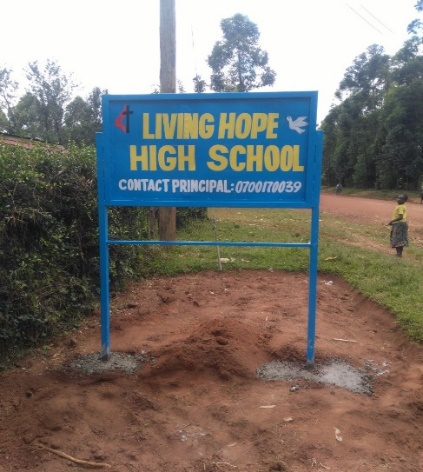 LIVING HOPE
HIGH SCHOOL
CONTACT PRINCIPAL:0700170039